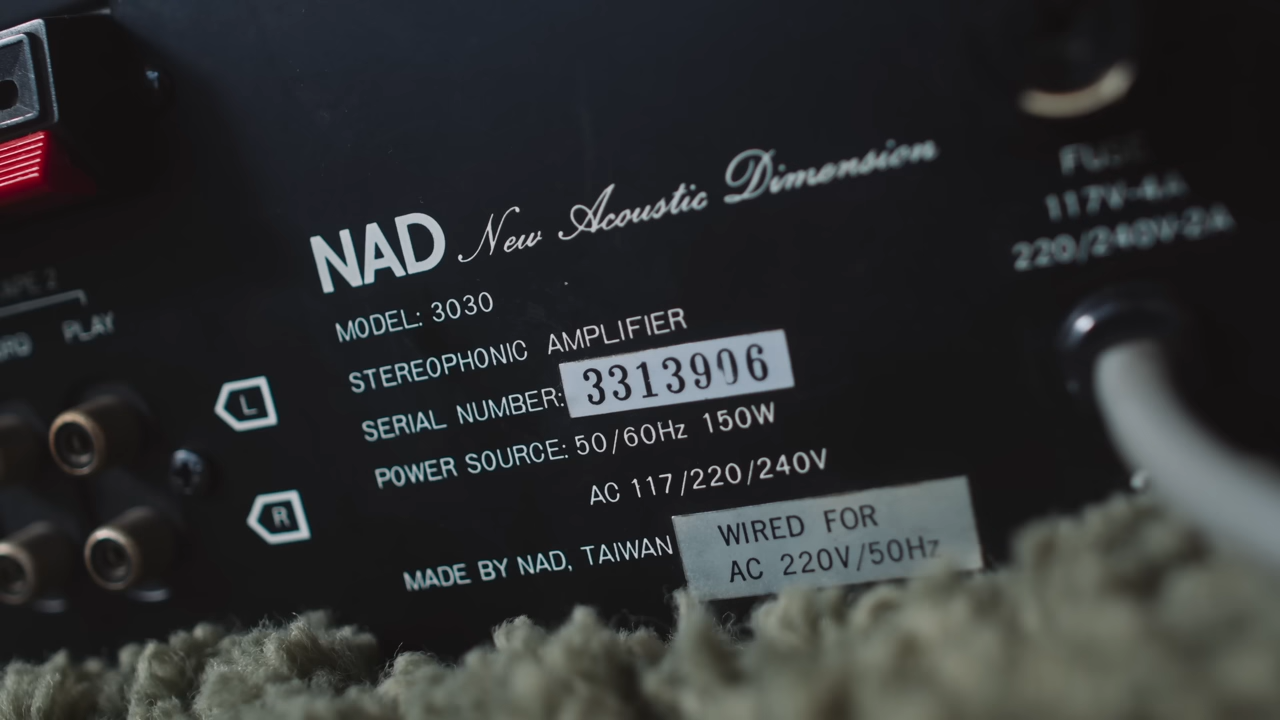 NAD New Acoustic Dimension
MODEL: 3030
STEREOPHONIC AMPLIFIER
SERIAL NUMBER: 3313906
POWER SOURCE: 50/60Hz 150W
AC 117/220/240V
MADE BY NAD, TAIWAN
WIRED FOR
AC 220V/50Hz
117V-4A
220/240V-2A
PLAY
L
R